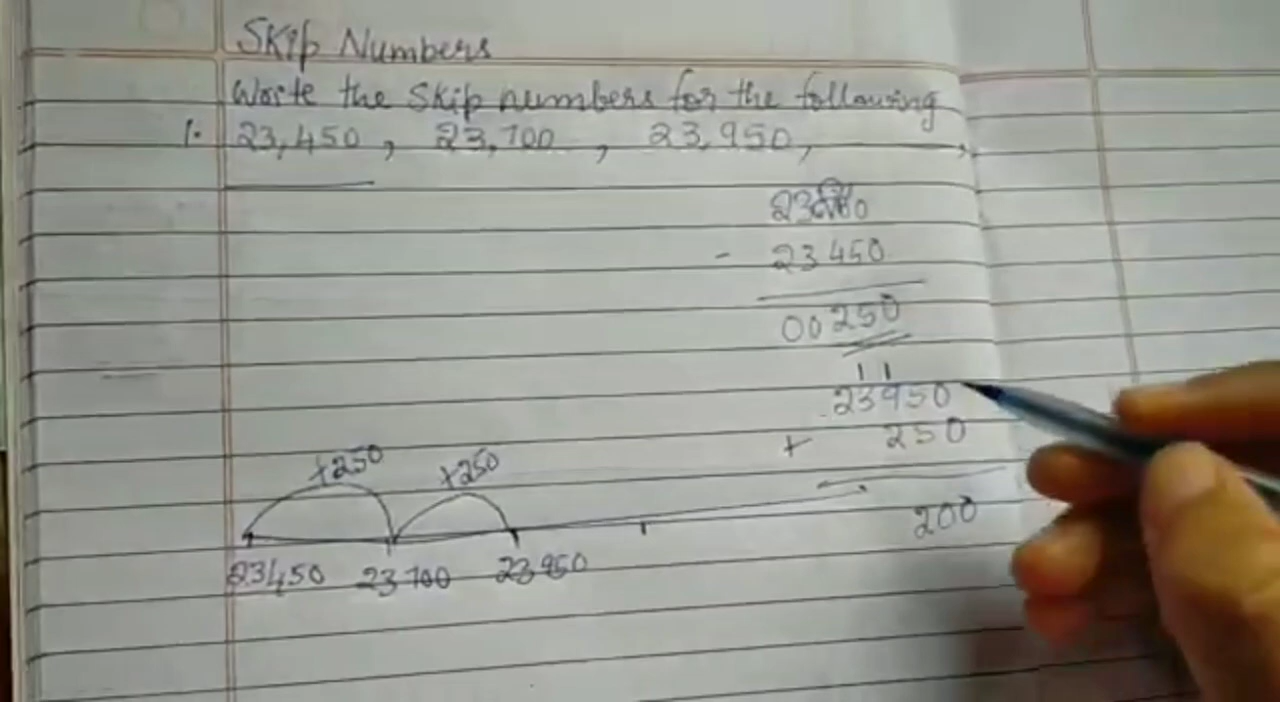 Skip Numbers
Write the Skip numbers for the following
1. 23,450 , 23,700 , 23,950,
- 23450
00250
11
23950
+ 250
200
+250 +250
23450 23700 23950